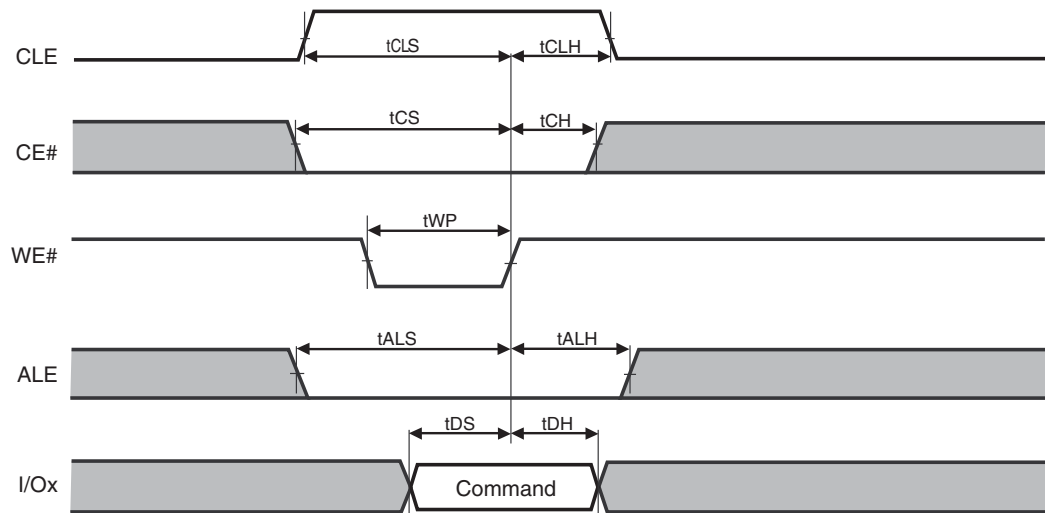 CLE
tCLS
tCLH
CE#
tCS
tCH
WE#
tWP
ALE
tALS
tALH
I/Ox
tDS
tDH
Command